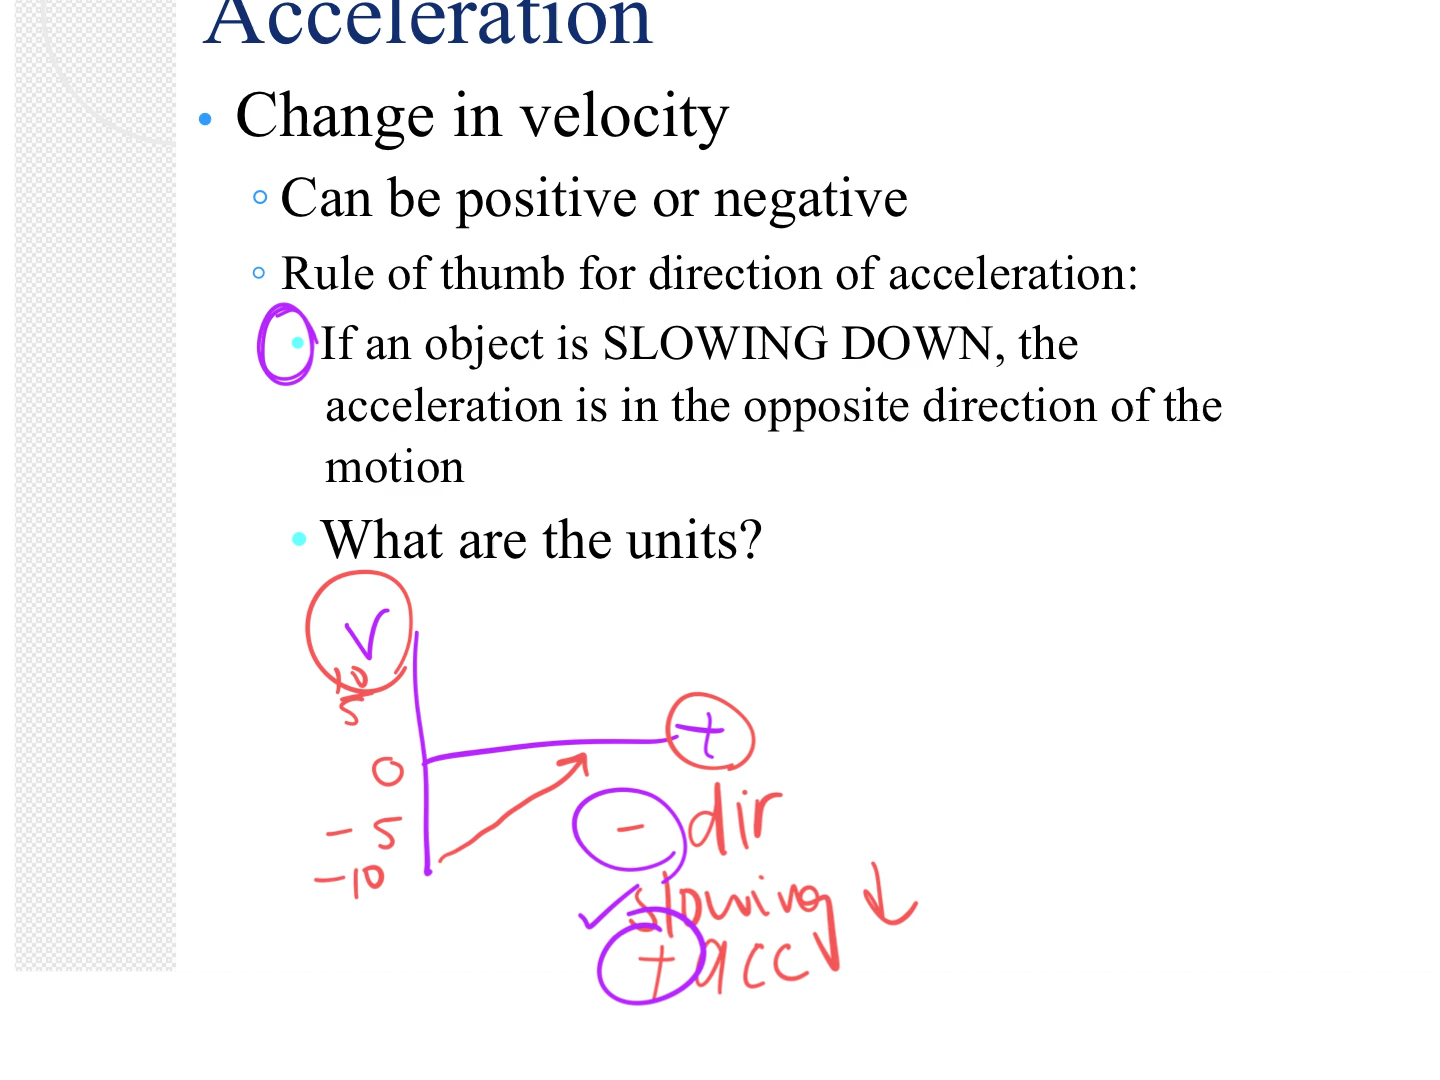 Acceleration
• Change in velocity
◦ Can be positive or negative
◦ Rule of thumb for direction of acceleration:
• If an object is SLOWING DOWN, the
acceleration is in the opposite direction of the
motion
• What are the units?
v
10
5
0
+
- 5
- dir
-10
slowing ↓
+ acc